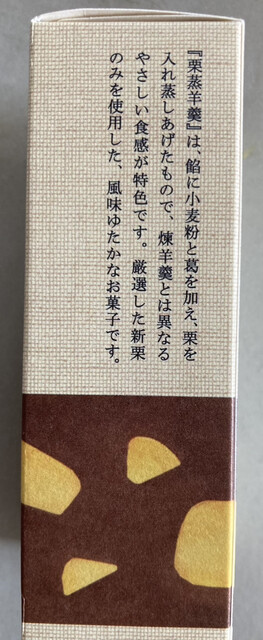 『栗蒸羊羹』は、餡に小麦粉と葛を加え、栗を
入れ蒸しあげたもので、煉羊羹とは異なる
やさしい食感が特色です。厳選した新栗
のみを使用した、風味ゆたかなお菓子です。